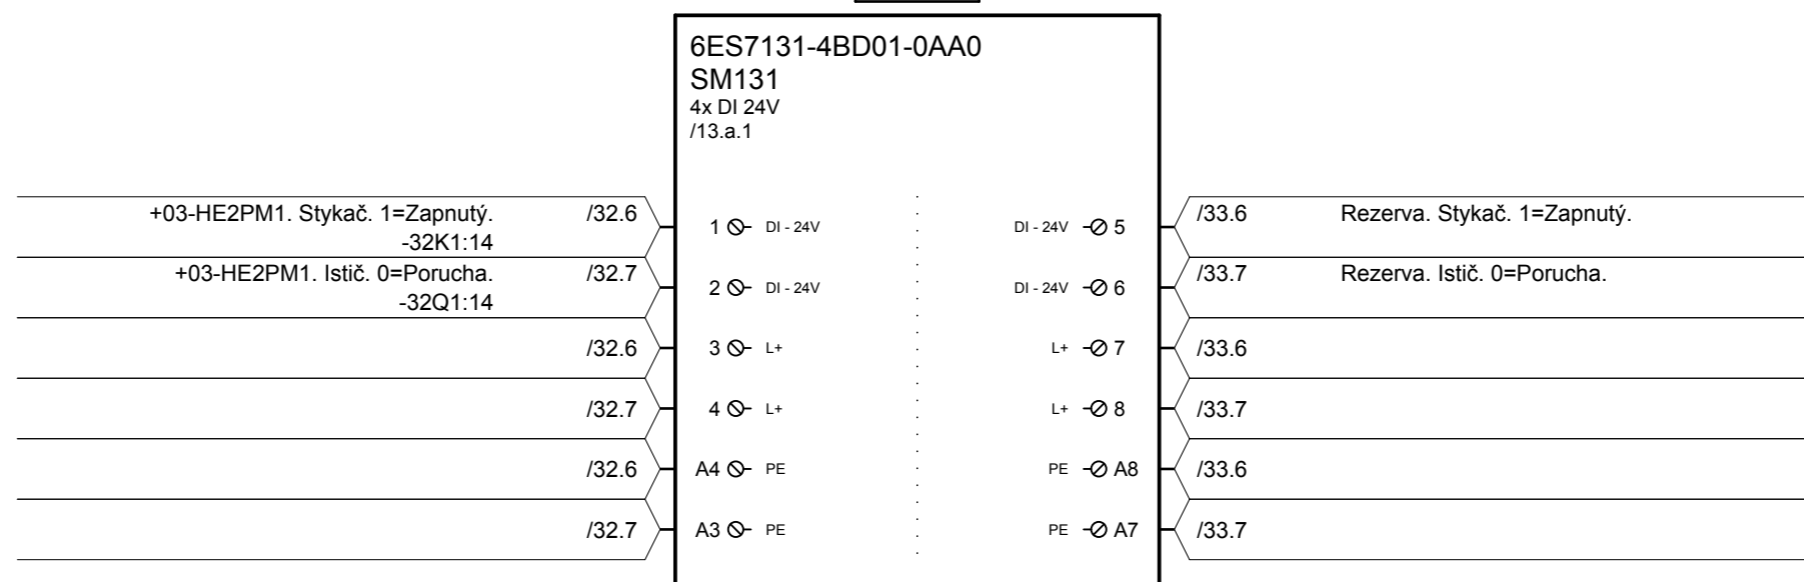 6ES7131-4BD01-0AA0
SM131
4x DI 24V
/13.a.1
+03-HE2PM1. Stykač. 1=Zapnutý. /32.6 1 DI - 24V DI - 24V 5 /33.6 Rezerva. Stykač. 1=Zapnutý.
-32K1:14
+03-HE2PM1. Istič. 0=Porucha. /32.7 2 DI - 24V DI - 24V 6 /33.7 Rezerva. Istič. 0=Porucha.
-32Q1:14
/32.6 3 L+ L+ 7 /33.6
/32.7 4 L+ L+ 8 /33.7
/32.6 A4 PE PE A8 /33.6
/32.7 A3 PE PE A7 /33.7